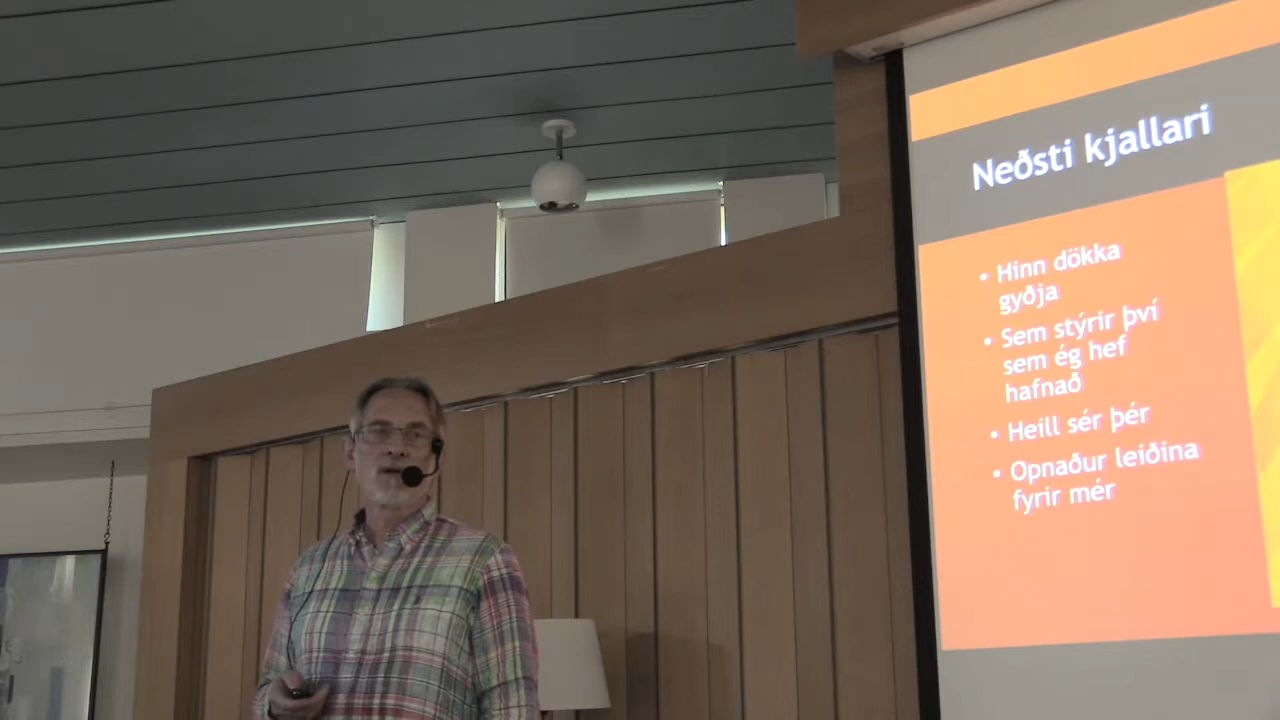 Neðsti kjallari
• Hinn dökka
gyðja
• Sem stýrir því
sem ég hef
hafnað
• Heill sér þér
• Opnaður leiðina
fyrir mér